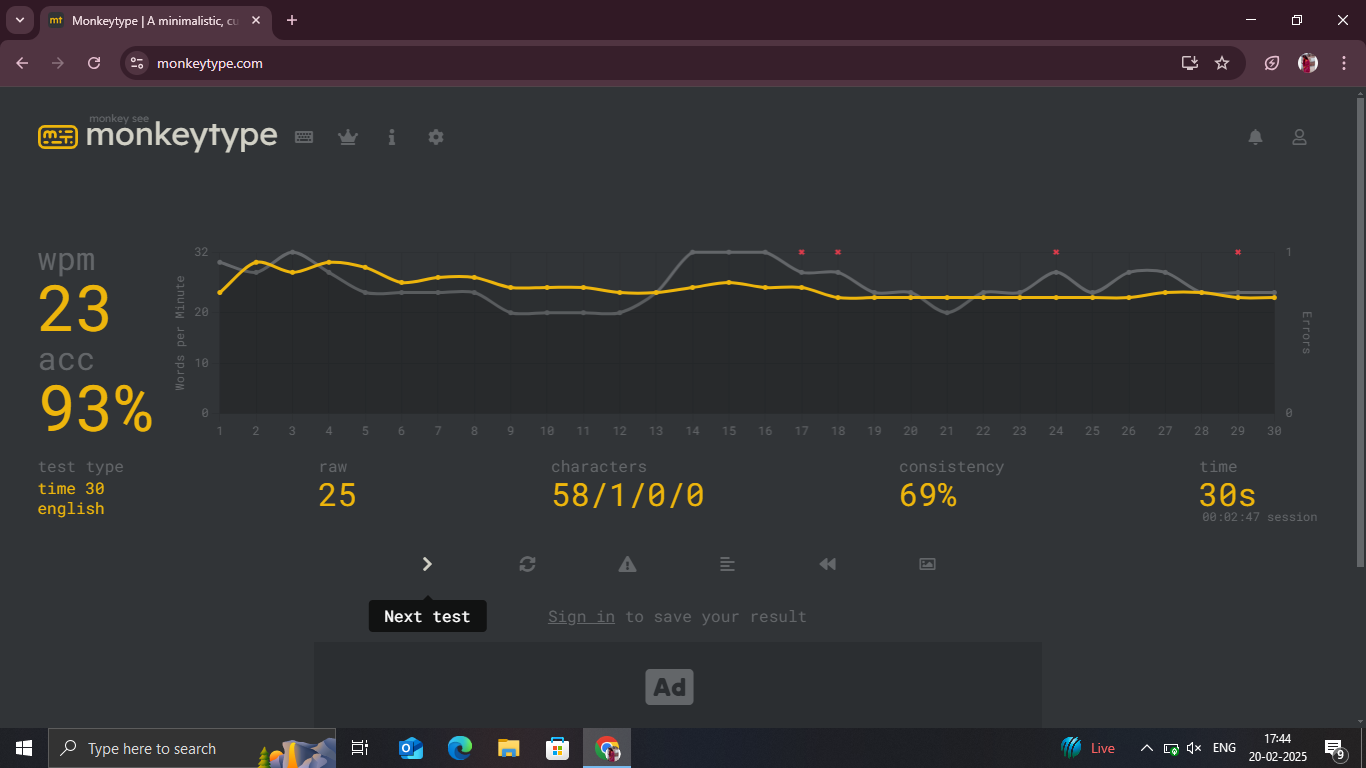 Monkeytype | A minimalistic, cu
monkeytype.com
monkey see
monkeytype
wpm
23
acc
93%
Words per Minute
32
20
10
0
1 2 3 4 5 6 7 8 9 10 11 12 13 14 15 16 17 18 19 20 21 22 23 24 25 26 27 28 29 30
1
0
Errors
test type
time 30
english
raw
25
characters
58/1/0/0
consistency
69%
time
30s
00:02:47 session
Next test
Sign in to save your result
Ad
Type here to search
Live
ENG
17:44
20-02-2025
9